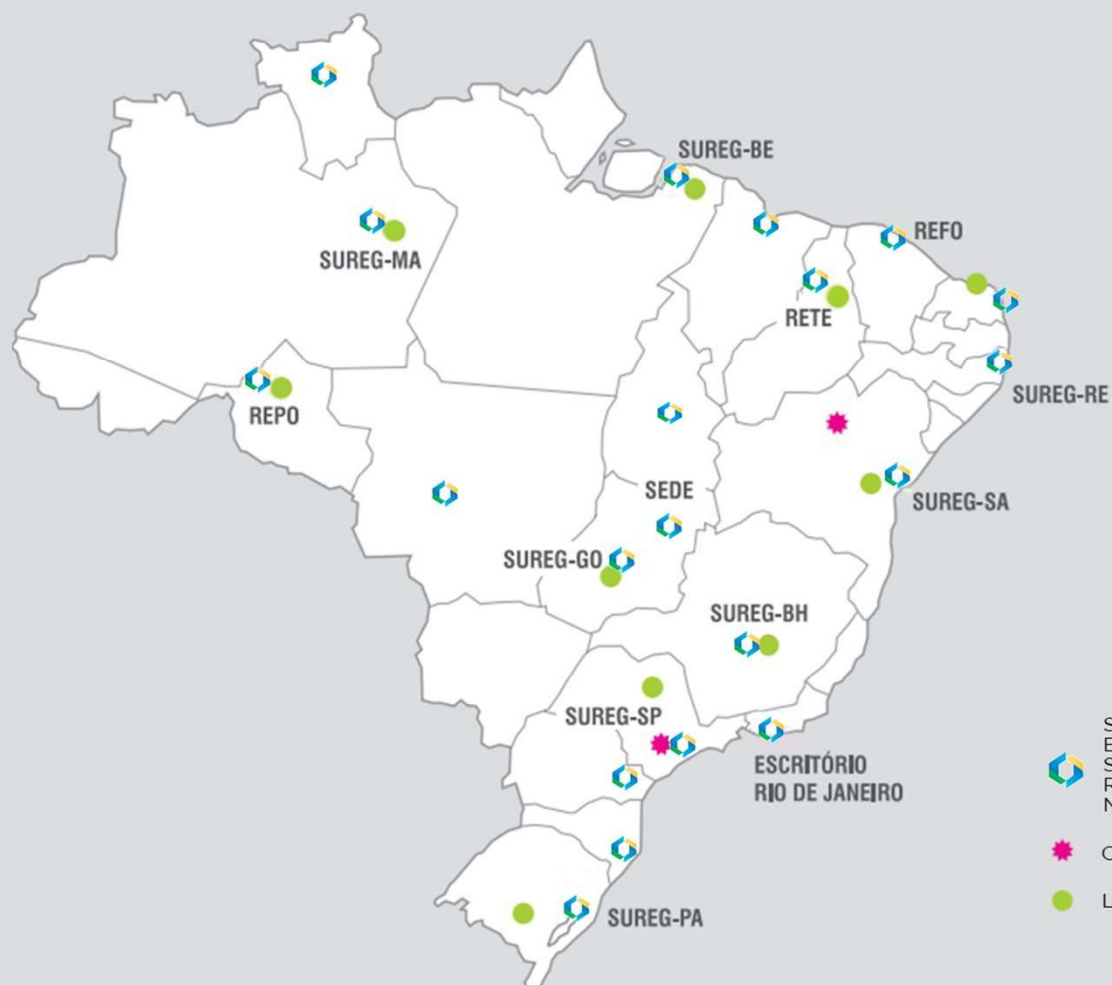 SUREG-BE
REFO
SUREG-MA
RETE
REPO
SUREG-RE
SEDE
SUREG-SA
SUREG-GO
SUREG-BH
SUREG-SP
ESCRITÓRIO
RIO DE JANEIRO
SUREG-PA